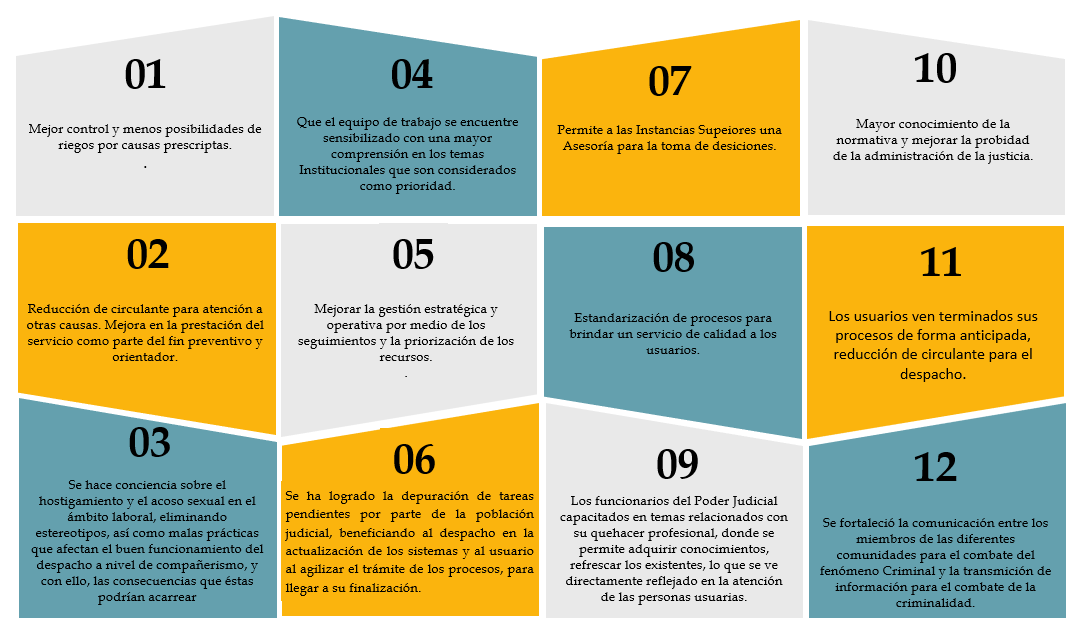 01
Mejor control y menos posibilidades de
riegos por causas prescriptas.
.
02
Reducción de circulante para atención a
otras causas. Mejora en la prestación del
servicio como parte del fin preventivo y
orientador.
03
Se hace conciencia sobre el
hostigamiento y el acoso sexual en el
ámbito laboral, eliminando
estereotipos, así como malas prácticas
que afectan el buen funcionamiento del
despacho a nivel de compañerismo, y
con ello, las consecuencias que éstas
podrían acarrear
04
Que el equipo de trabajo se encuentre
sensibilizado con una mayor
comprensión en los temas
Institucionales que son considerados
como prioridad.
05
Mejorar la gestión estratégica y
operativa por medio de los
seguimientos y la priorización de los
recursos.
.
06
Se ha logrado la depuración de tareas
pendientes por parte de la población
judicial, beneficiando al despacho en la
actualización de los sistemas y al usuario
al agilizar el trámite de los procesos, para
llegar a su finalización.
07
Permite a las Instancias Supeiores una
Asesoría para la toma de desiciones.
08
Estandarización de procesos para
brindar un servicio de calidad a los
usuarios.
09
Los funcionarios del Poder Judicial
capacitados en temas relacionados con
su quehacer profesional, donde se
permite adquirir conocimientos,
refrescar los existentes, lo que se ve
directamente reflejado en la atención
de las personas usuarias.
10
Mayor conocimiento de la
normativa y mejorar la probidad
de la administración de la justicia.
11
Los usuarios ven terminados sus
procesos de forma anticipada,
reducción de circulante para el
despacho.
12
Se fortaleció la comunicación entre los
miembros de las diferentes
comunidades para el combate del
fenómeno Criminal y la transmición de
información para el combate de la
criminalidad.